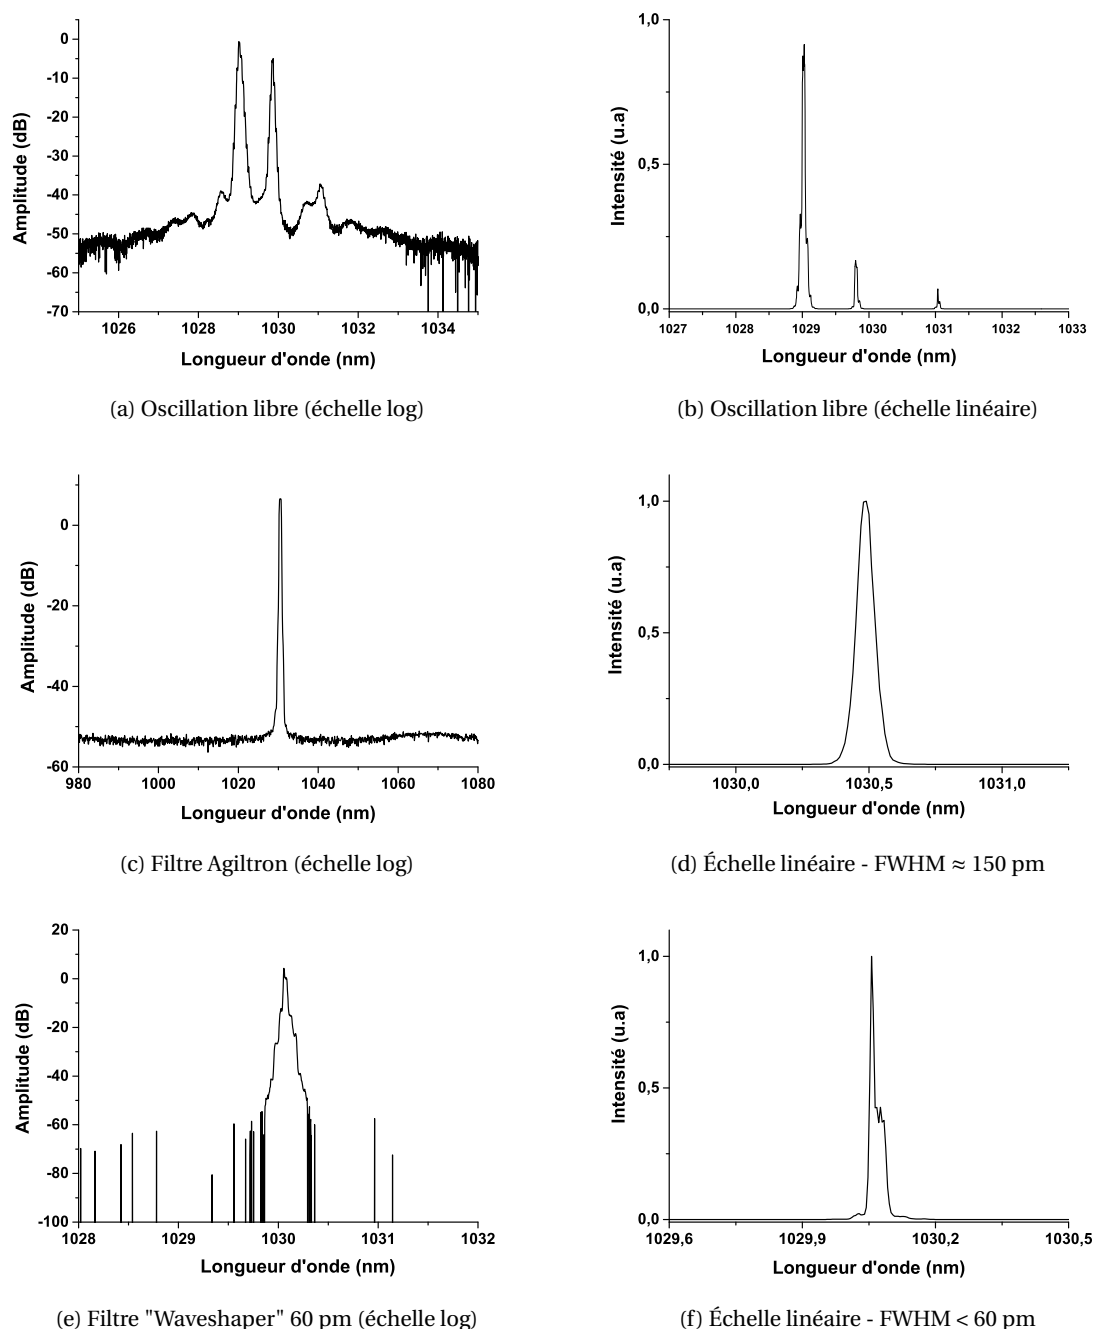 0
-10
-20
-30
-40
-50
-60
-70
Amplitude (dB)
1026 1028 1030 1032 1034
Longueur d'onde (nm)
(a) Oscillation libre (échelle log)
1,0
0,5
0,0
Intensité (u.a)
1027 1028 1029 1030 1031 1032 1033
Longueur d'onde (nm)
(b) Oscillation libre (échelle linéaire)
0
-20
-40
-60
Amplitude (dB)
980 1000 1020 1040 1060 1080
Longueur d'onde (nm)
(c) Filtre Agiltron (échelle log)
1,0
0,5
0,0
Intensité (u.a)
1030,0 1030,5 1031,0
Longueur d'onde (nm)
(d) Échelle linéaire - FWHM ≈ 150 pm
20
0
-20
-40
-60
-80
-100
Amplitude (dB)
1028 1029 1030 1031 1032
Longueur d'onde (nm)
(e) Filtre "Waveshaper" 60 pm (échelle log)
1,0
0,5
0,0
Intensité (u.a)
1029,6 1029,9 1030,2 1030,5
Longueur d'onde (nm)
(f) Échelle linéaire - FWHM < 60 pm